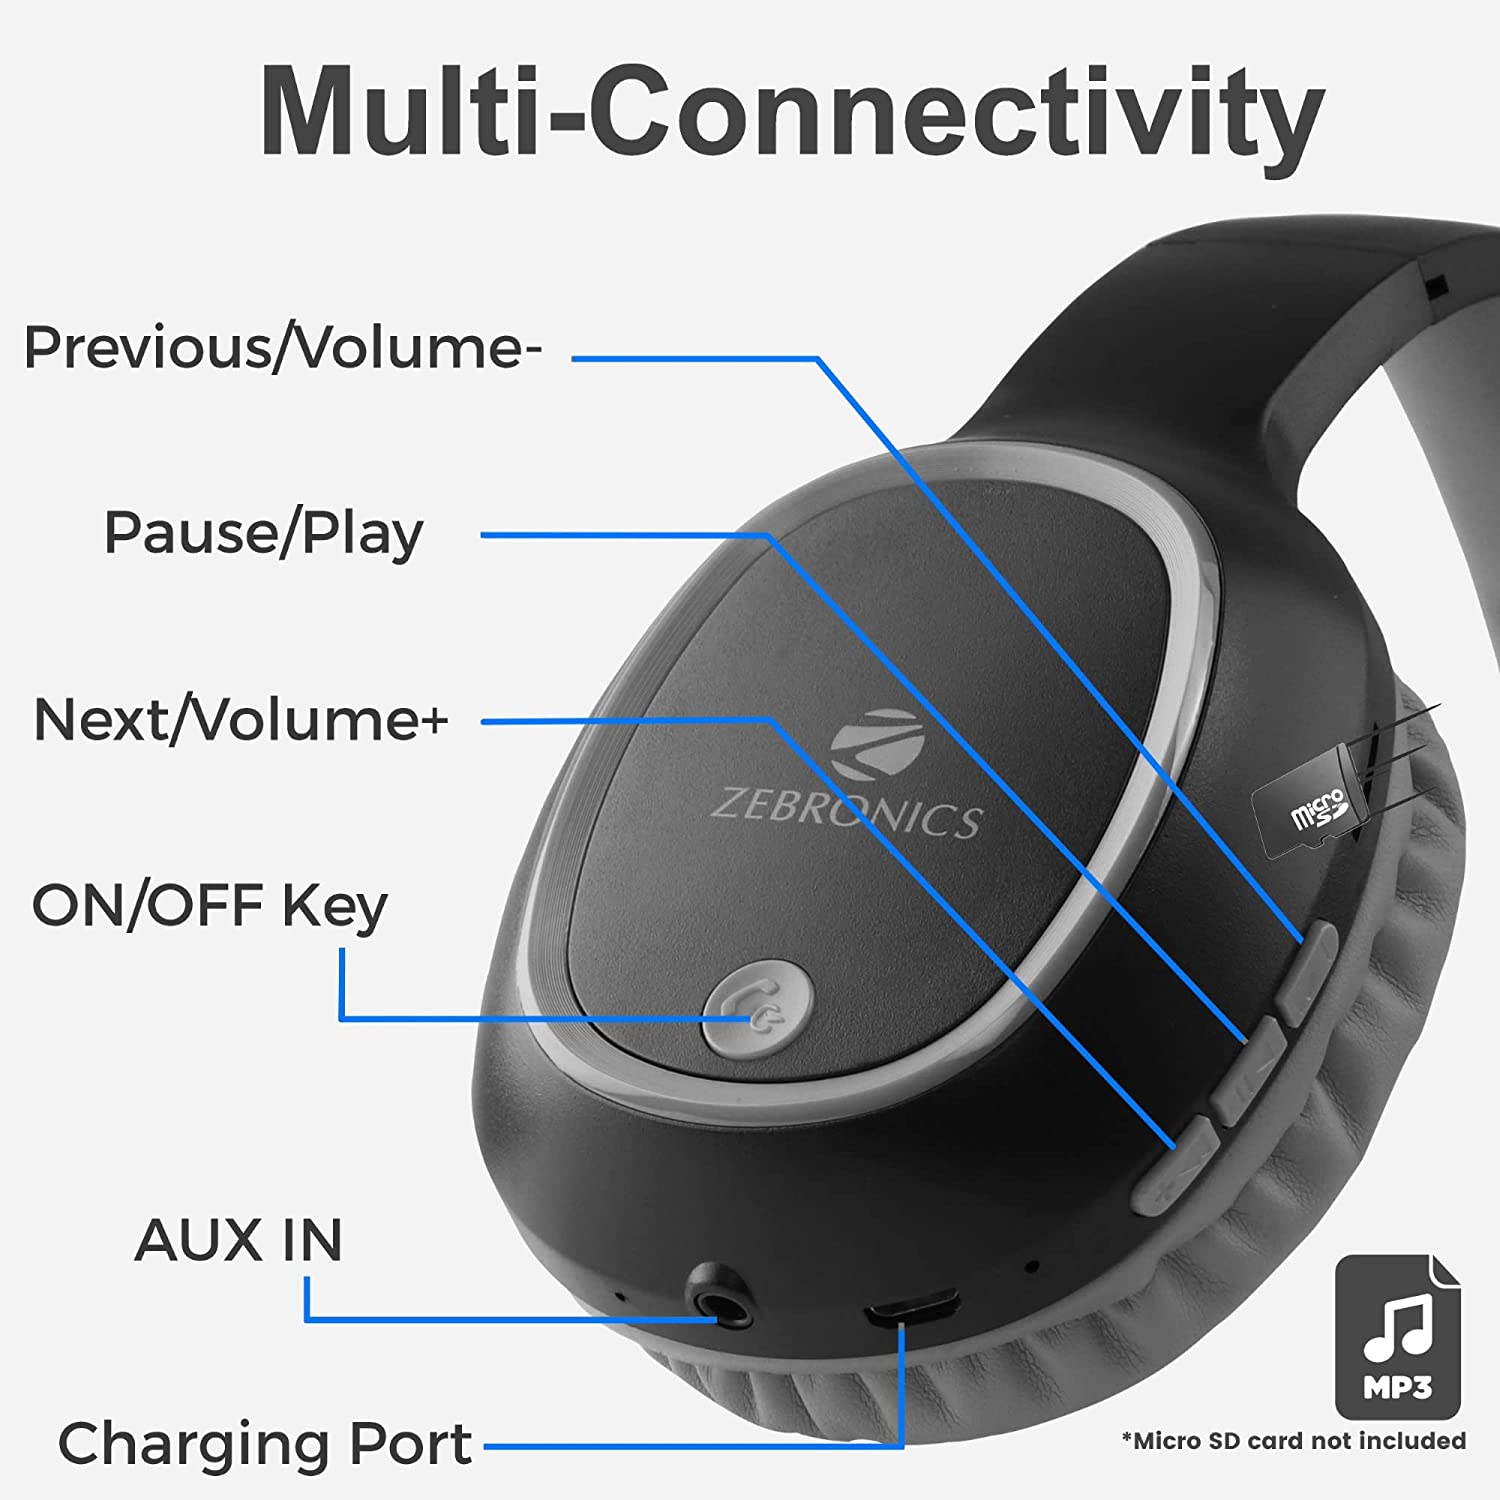 Multi-Connectivity
Previous/Volume-
Pause/Play
Next/Volume+
ZEBRONICS
Micro
SD
ON/OFF Key
AUX IN
Charging Port
MP3
*Micro SD card not included